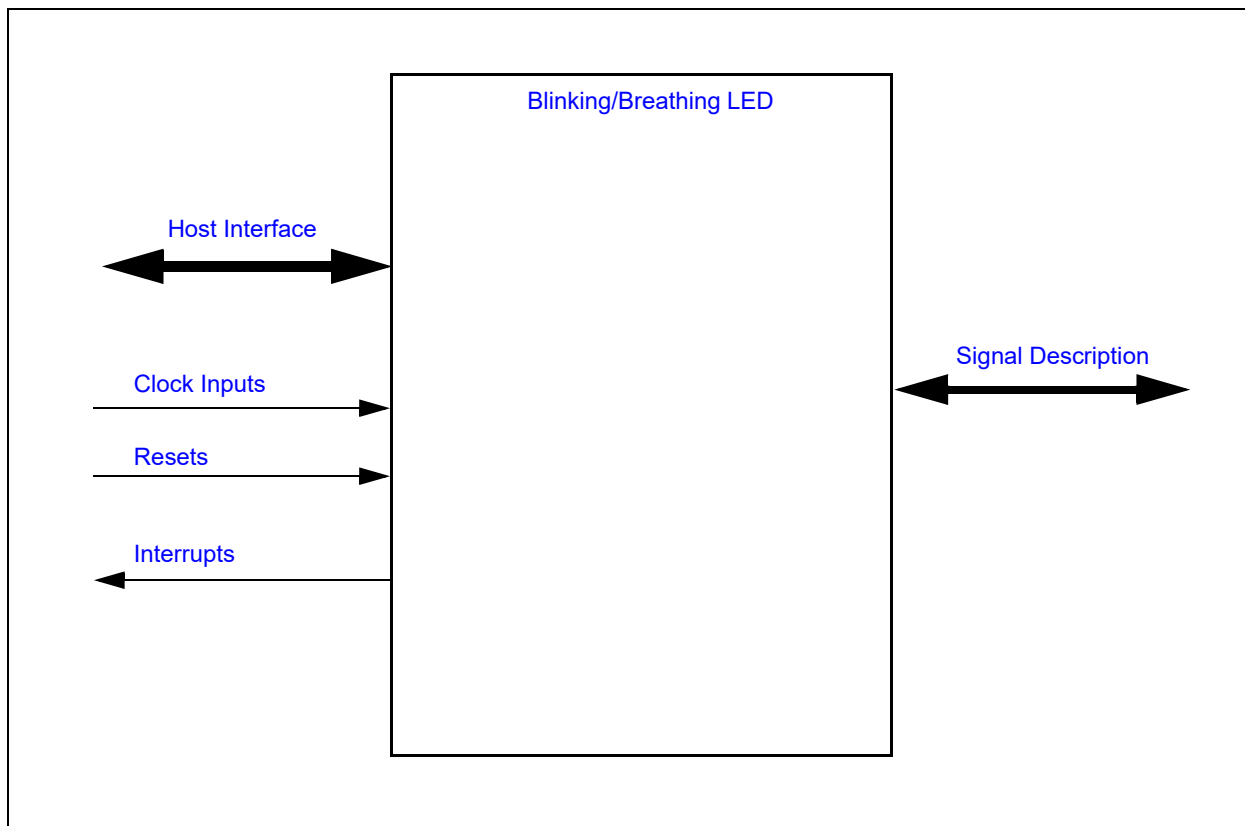 Blinking/Breathing LED
Host Interface
Signal Description
Clock Inputs
Resets
Interrupts